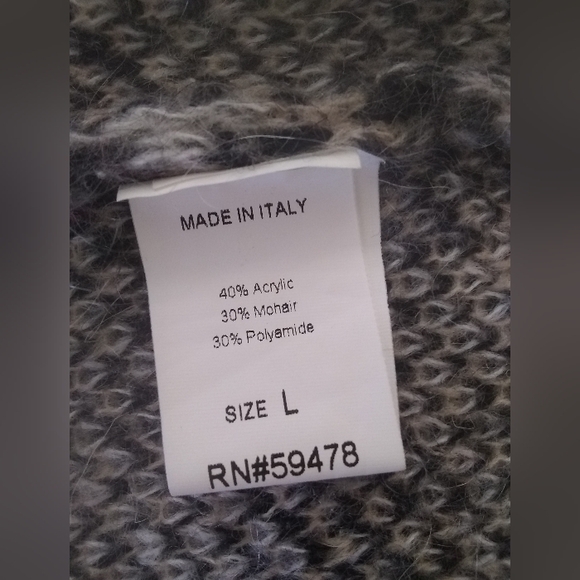 MADE IN ITALY
40% Acrylic
30% Mohair
30% Polyamide
SIZE L
RN#59478